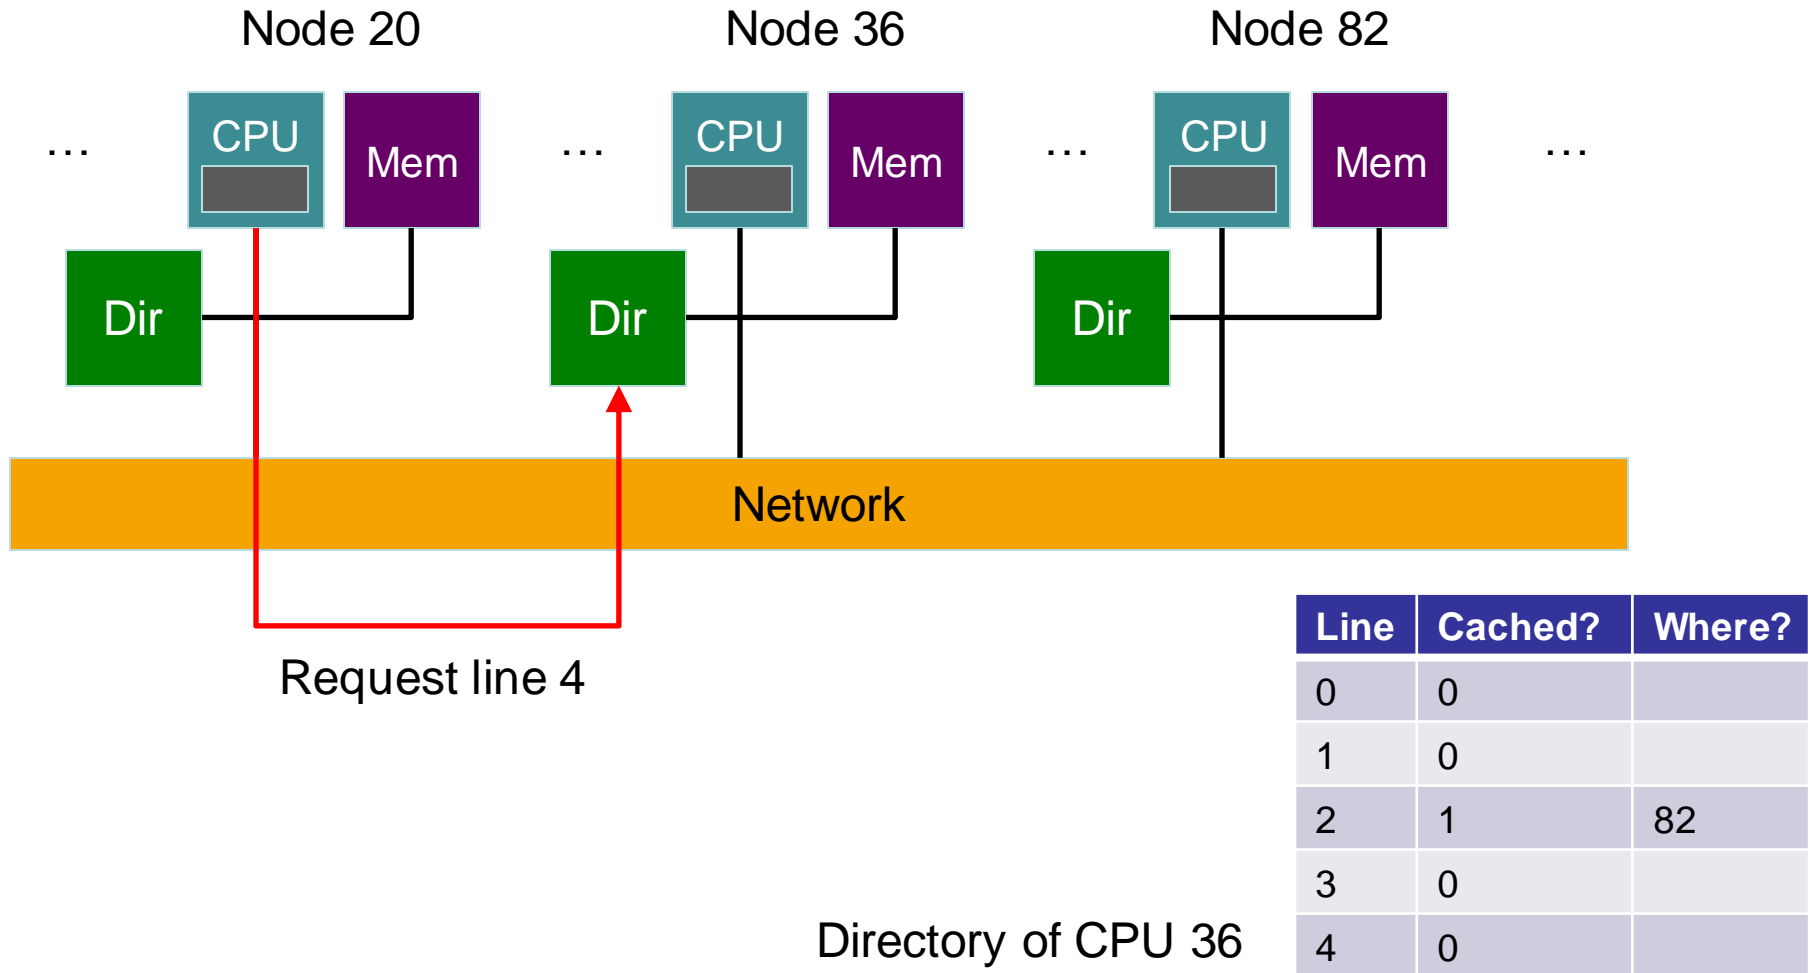 Node 20 Node 36 Node 82
… CPU Mem … CPU Mem … CPU Mem …
Dir Dir Dir
Network
Request line 4
Line Cached? Where?
0 0
1 0
2 1 82
3 0
4 0
Directory of CPU 36